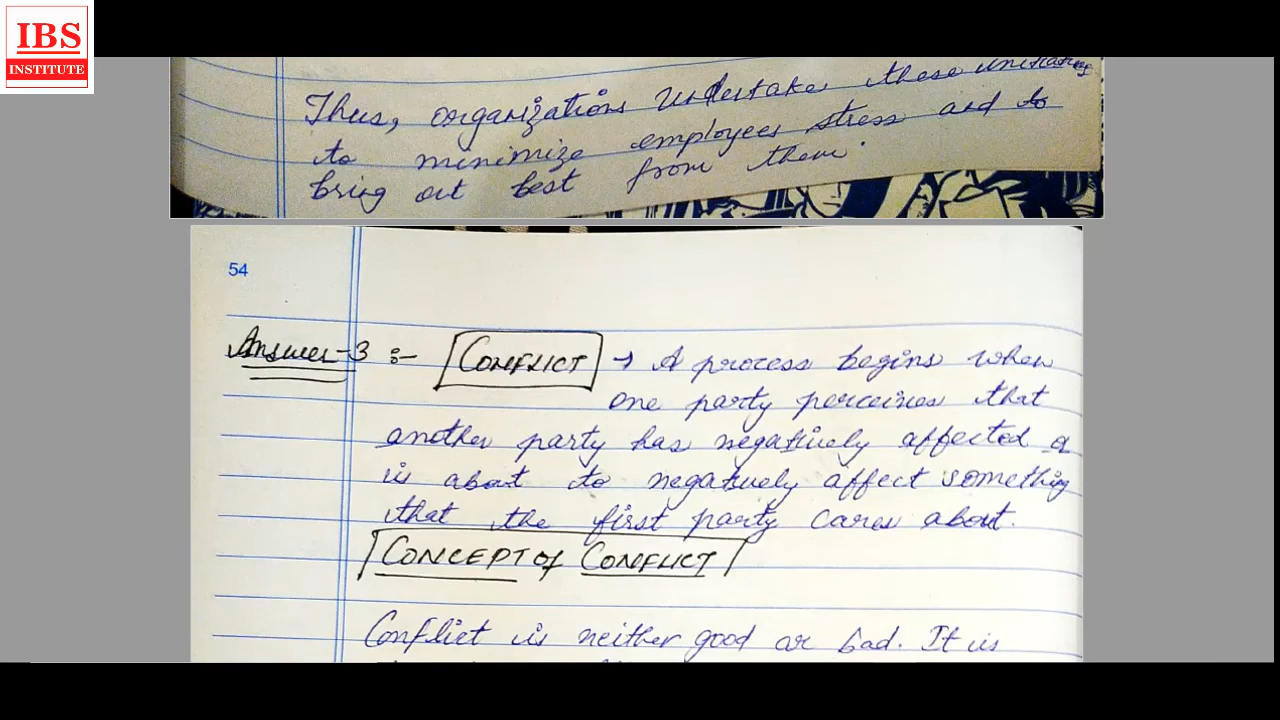 IBS
INSTITUTE
Thus, organizations undertake these initiatives
to minimize employees stress and to
bring out best from them.
54
Answer-3 :- CONFLICT → A process begins when
one party perceives that
another party has negatively affected or
is about to negatively affect something
that the first party cares about.
CONCEPT of CONFLICT
Conflict is neither good or bad. It is